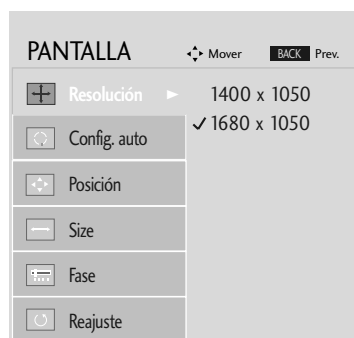 PANTALLA Mover BACK Prev.
Resolución 1400 x 1050
✓ 1680 x 1050
Config. auto
Posición
Size
Fase
Reajuste